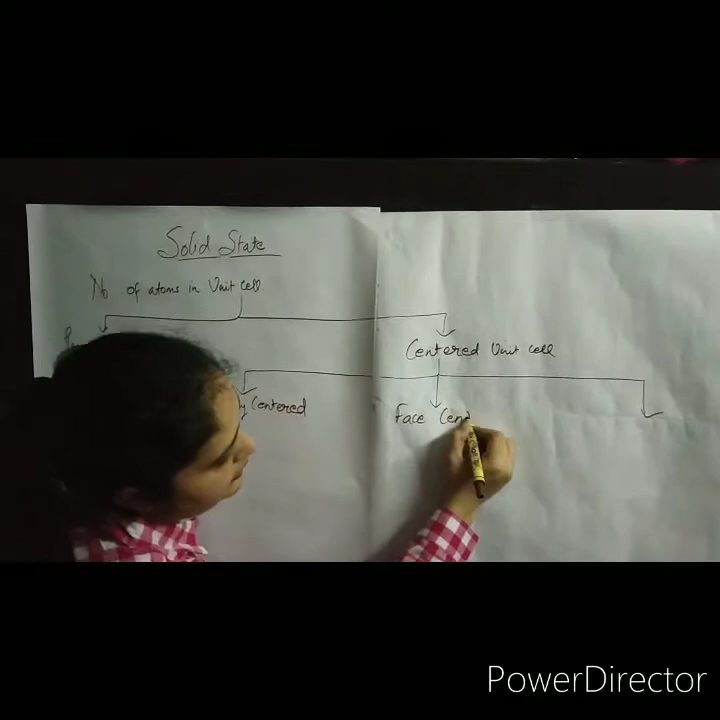 Solid State
No of atoms in Unit cell
Centered Unit cell
Centered
Face Cen
PowerDirector